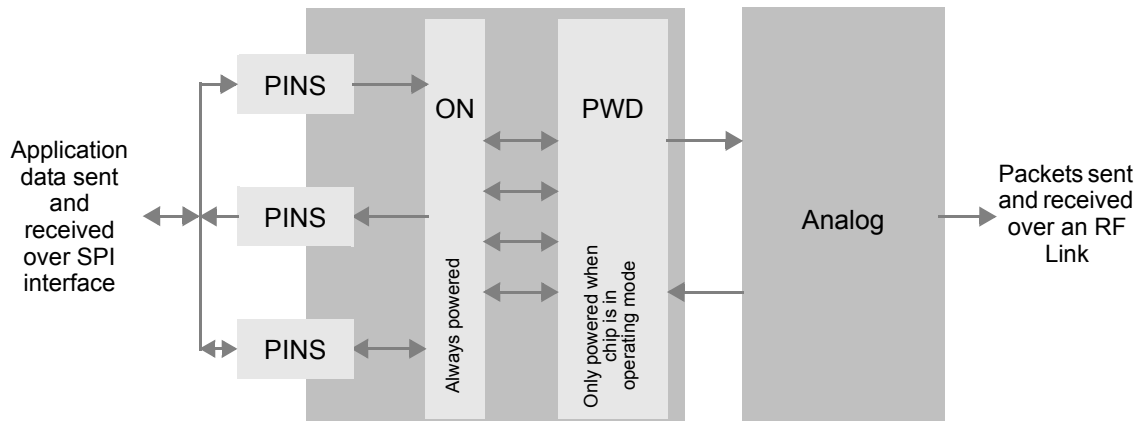 Application
data sent
and
received
over SPI
interface
PINS
PINS
PINS
ON
Always powered
PWD
Only powered when
chip is in
operating mode
Analog
Packets sent
and received
over an RF
Link